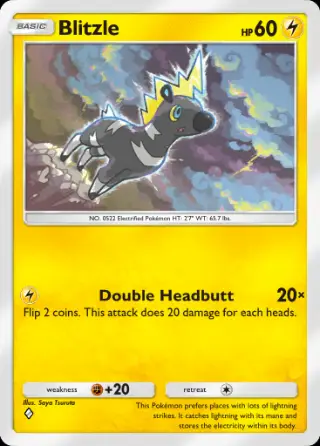 BASIC Blitzle HP 60
NO. 0522 Electrified Pokémon HT: 2'7" WT: 65.7 lbs.
Double Headbutt 20×
Flip 2 coins. This attack does 20 damage for each heads.
weakness +20 retreat
Illus. Saya Tsuruta
This Pokémon prefers places with lots of lightning
strikes. It catches lightning with its mane and
stores the electricity within its body.